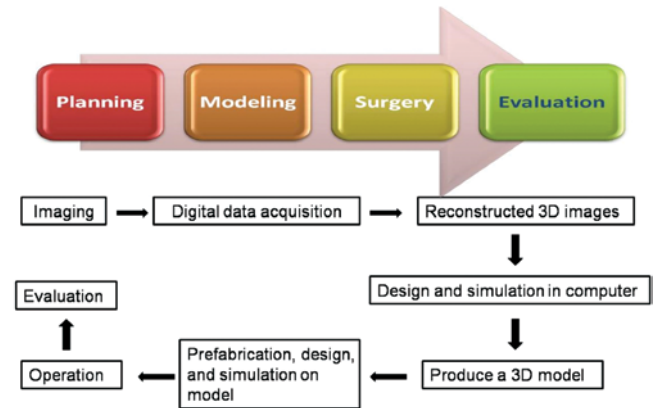 Planning
Modeling
Surgery
Evaluation
Imaging
Digital data acquisition
Reconstructed 3D images
Design and simulation in computer
Produce a 3D model
Prefabrication, design,
and simulation on
model
Operation
Evaluation